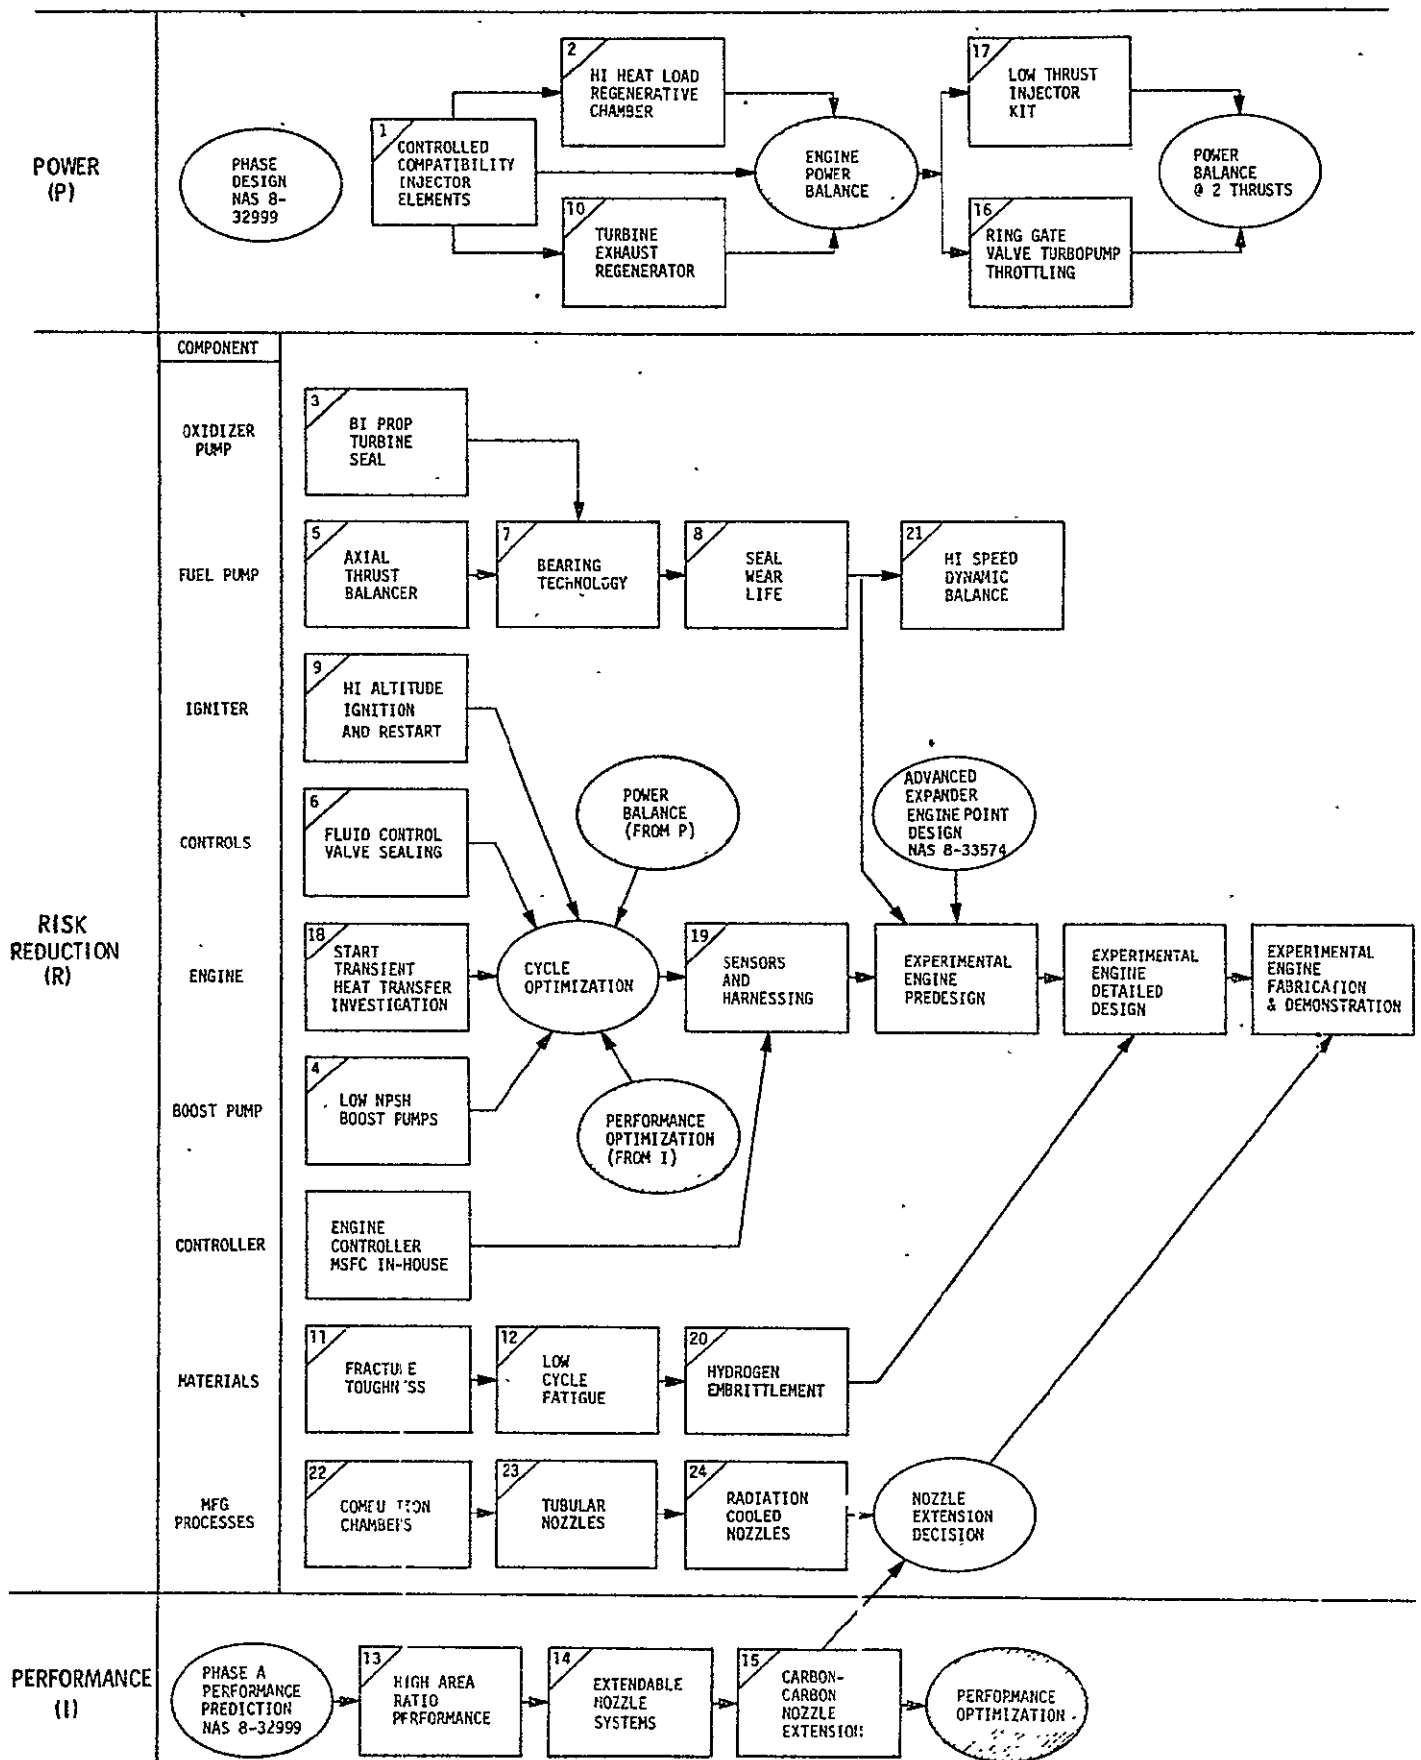 POWER
(P)
PHASE
DESIGN
NAS 8-
32999
1
CONTROLLED
COMPATIBILITY
INJECTOR
ELEMENTS
2
HI HEAT LOAD
REGENERATIVE
CHAMBER
10
TURBINE
EXHAUST
REGENERATOR
ENGINE
POWER
BALANCE
17
LOW THRUST
INJECTOR
KIT
16
RING GATE
VALVE TURBOPUMP
THROTTLING
POWER
BALANCE
@ 2 THRUSTS
RISK
REDUCTION
(R)
COMPONENT
OXIDIZER
PUMP
3
BI PROP
TURBINE
SEAL
FUEL PUMP
5
AXIAL
THRUST
BALANCER
7
BEARING
TECHNOLOGY
8
SEAL
WEAR
LIFE
21
HI SPEED
DYNAMIC
BALANCE
IGNITER
9
HI ALTITUDE
IGNITION
AND RESTART
CONTROLS
6
FLUID CONTROL
VALVE SEALING
POWER
BALANCE
(FROM P)
ADVANCED
EXPANDER
ENGINE POINT
DESIGN
NAS 8-33574
ENGINE
18
START
TRANSIENT
HEAT TRANSFER
INVESTIGATION
CYCLE
OPTIMIZATION
19
SENSORS
AND
HARNESSING
EXPERIMENTAL
ENGINE
PREDESIGN
EXPERIMENTAL
ENGINE
DETAILED
DESIGN
EXPERIMENTAL
ENGINE
FABRICATION
& DEMONSTRATION
BOOST PUMP
4
LOW NPSH
BOOST PUMPS
PERFORMANCE
OPTIMIZATION
(FROM I)
CONTROLLER
ENGINE
CONTROLLER
MSFC IN-HOUSE
MATERIALS
11
FRACTURE
TOUGHNESS
12
LOW
CYCLE
FATIGUE
20
HYDROGEN
EMBRITTLEMENT
MFG
PROCESSES
22
COMBUSTION
CHAMBERS
23
TUBULAR
NOZZLES
24
RADIATION
COOLED
NOZZLES
NOZZLE
EXTENSION
DECISION
PERFORMANCE
(I)
PHASE A
PERFORMANCE
PREDICTION
NAS 8-32999
13
HIGH AREA
RATIO
PERFORMANCE
14
EXTENDABLE
NOZZLE
SYSTEMS
15
CARBON-
CARBON
NOZZLE
EXTENSION
PERFORMANCE
OPTIMIZATION